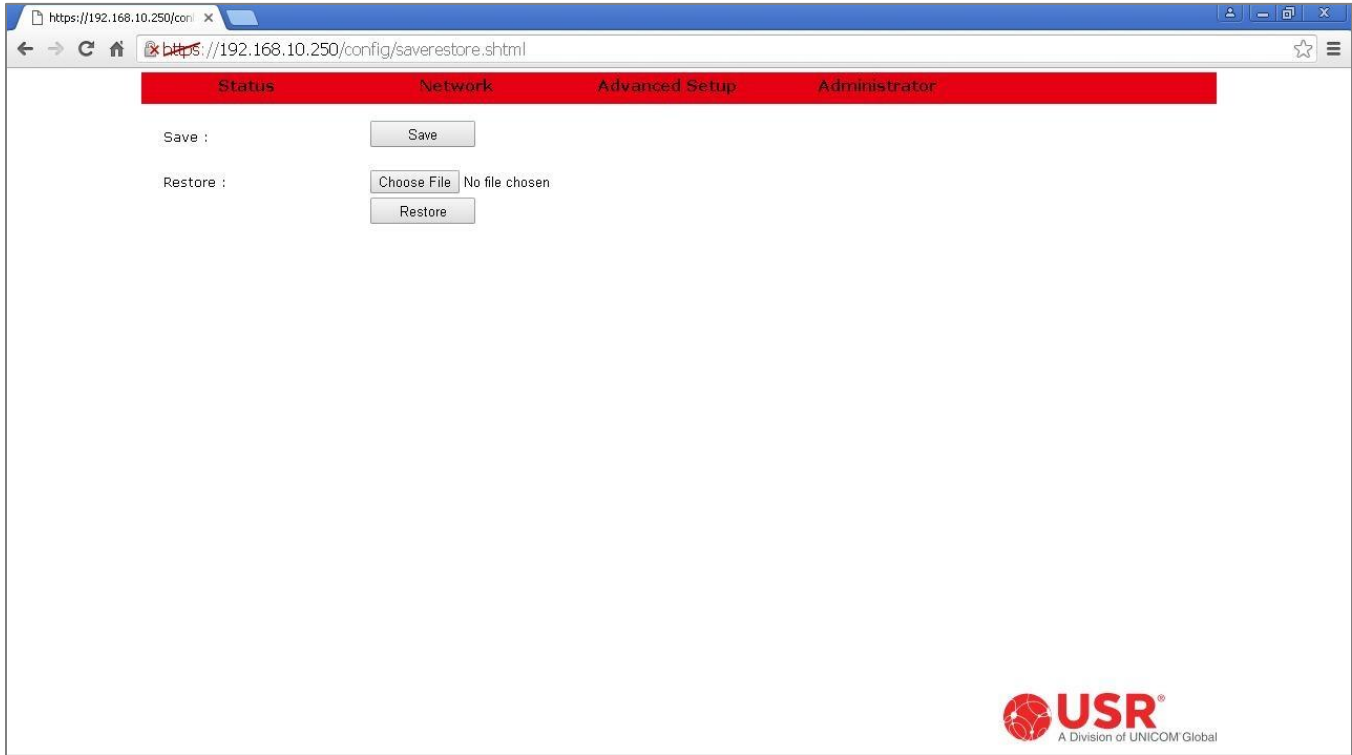 https://192.168.10.250/con
https://192.168.10.250/config/saverestore.shtml
Status Network Advanced Setup Administrator
Save : Save
Restore : Choose File No file chosen
Restore
USR®
A Division of UNICOM Global